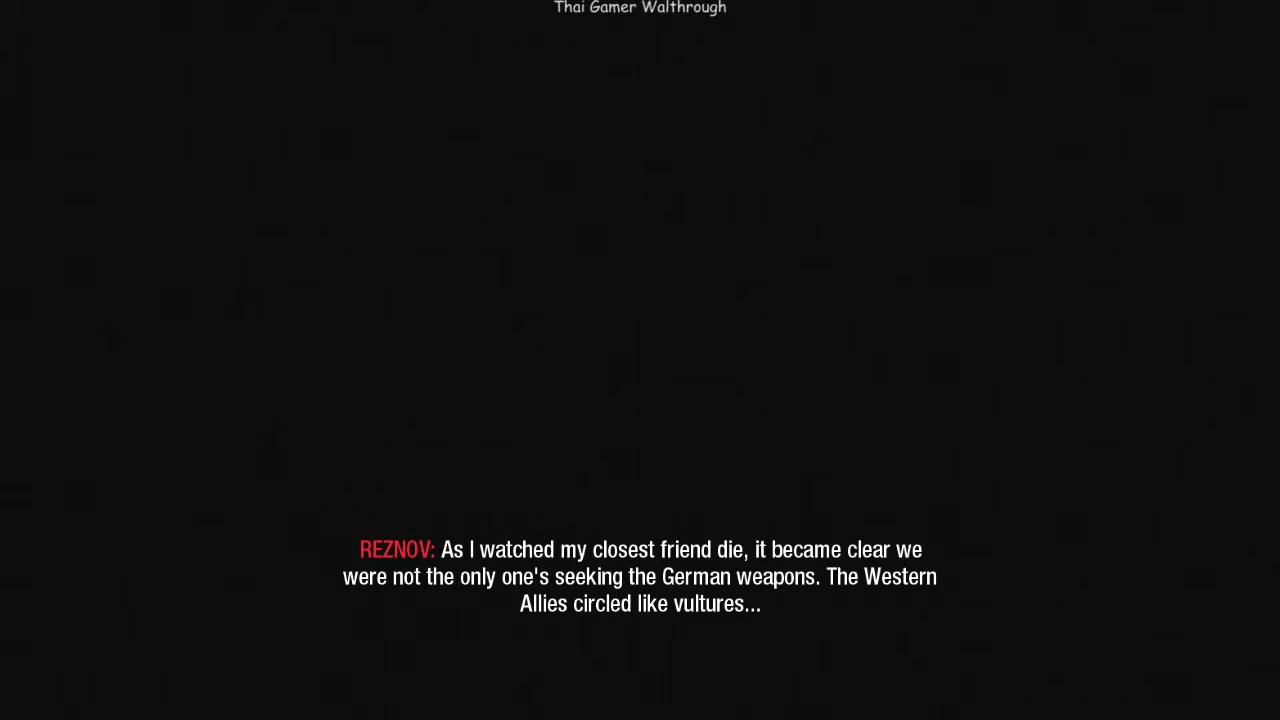 Thai Gamer Walthrough
REZNOV: As I watched my closest friend die, it became clear we
were not the only one's seeking the German weapons. The Western
Allies circled like vultures...